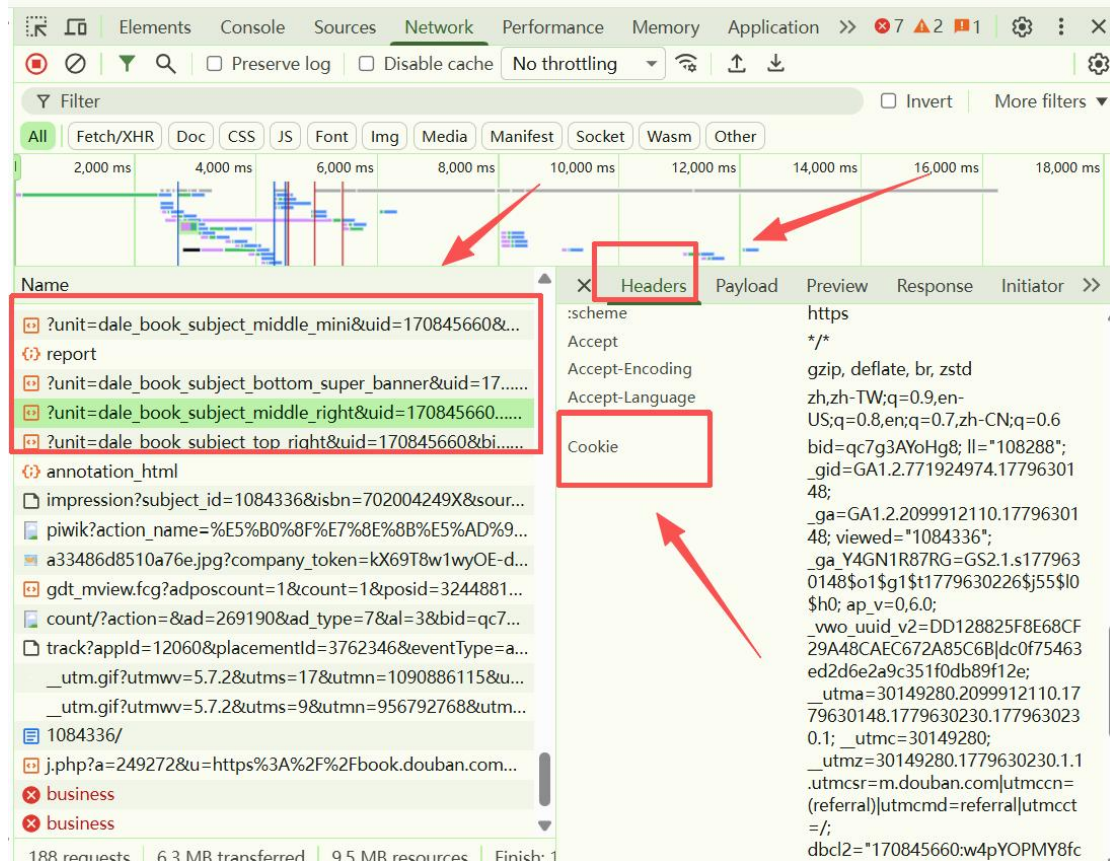 Elements Console Sources Network Performance Memory Application 7 2 1
Preserve log Disable cache No throttling
Filter Invert More filters
All Fetch/XHR Doc CSS JS Font Img Media Manifest Socket Wasm Other
2,000 ms 4,000 ms 6,000 ms 8,000 ms 10,000 ms 12,000 ms 14,000 ms 16,000 ms 18,000 ms
Name
?unit=dale_book_subject_middle_mini&uid=170845660&...
report
?unit=dale_book_subject_bottom_super_banner&uid=17......
?unit=dale_book_subject_middle_right&uid=170845660......
?unit=dale_book_subject_top_right&uid=170845660&bi......
annotation_html
impression?subject_id=1084336&isbn=702004249X&sour...
piwik?action_name=%E5%B0%8F%E7%8E%8B%E5%AD%9...
a33486d8510a76e.jpg?company_token=kX69T8w1wyOE-d...
gdt_mview.fcg?adposcount=1&count=1&posid=3244881...
count/?action=&ad=269190&ad_type=7&al=3&bid=qc7...
track?appId=12060&placementId=3762346&eventType=a...
__utm.gif?utmwv=5.7.2&utms=17&utmn=1090886115&u...
__utm.gif?utmwv=5.7.2&utms=9&utmn=956792768&utm...
1084336/
j.php?a=249272&u=https%3A%2F%2Fbook.douban.com...
business
business
188 requests 6.3 MB transferred 9.5 MB resources Finish: 1
Headers Payload Preview Response Initiator
:scheme https
Accept */*
Accept-Encoding gzip, deflate, br, zstd
Accept-Language zh,zh-TW;q=0.9,en-
US;q=0.8,en;q=0.7,zh-CN;q=0.6
Cookie bid=qc7g3AYoHg8; ll="108288";
_gid=GA1.2.771924974.17796301
48;
_ga=GA1.2.2099912110.17796301
48; viewed="1084336";
_ga_Y4GN1R87RG=GS2.1.s177963
0148$o1$g1$t1779630226$j55$l0
$h0; ap_v=0,6.0;
_vwo_uuid_v2=DD128825F8E68CF
29A48CAEC672A85C6B|dc0f75463
ed2d6e2a9c351f0db89f12e;
__utma=30149280.2099912110.17
79630148.1779630230.177963023
0.1; __utmc=30149280;
__utmz=30149280.1779630230.1.1
.utmcsr=m.douban.com|utmccn=
(referral)|utmcmd=referral|utmcct
=/;
dbcl2="170845660:w4pYOPMY8fc